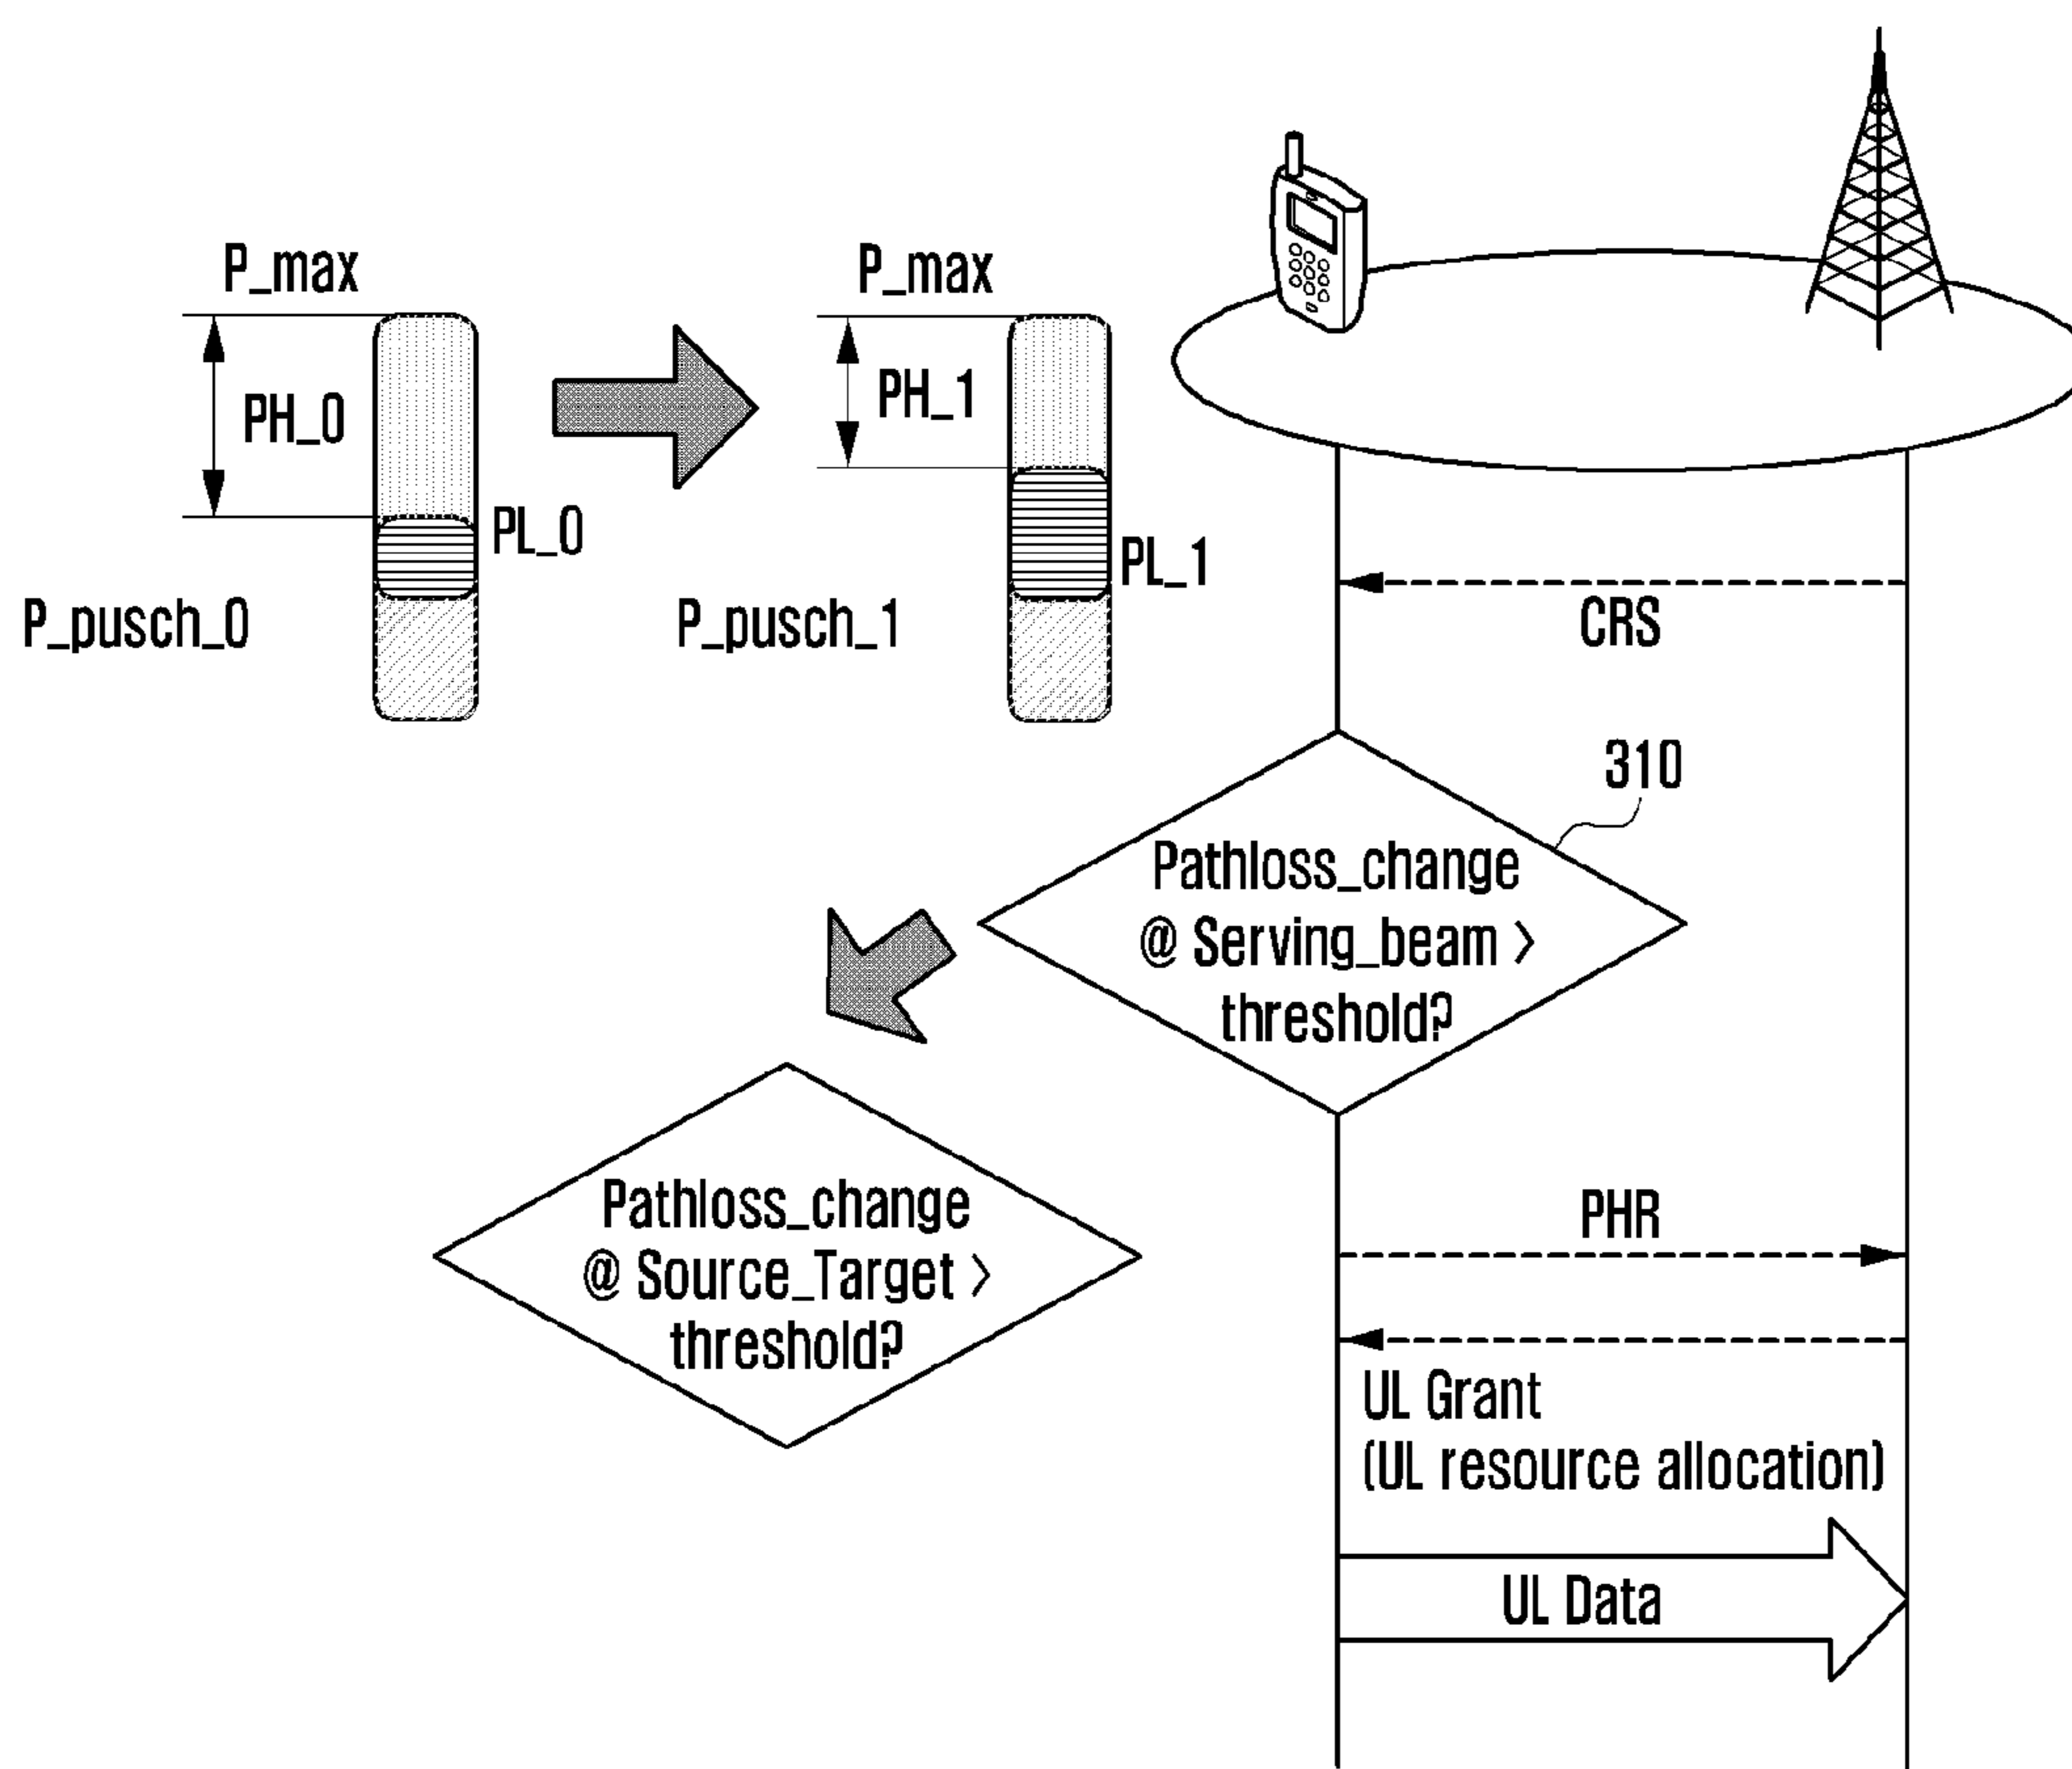 P_max
PH_0
PL_0
P_pusch_0
P_max
PH_1
PL_1
P_pusch_1
CRS
310
Pathloss_change
@ Serving_beam >
threshold?
Pathloss_change
@ Source_Target >
threshold?
PHR
UL Grant
(UL resource allocation)
UL Data